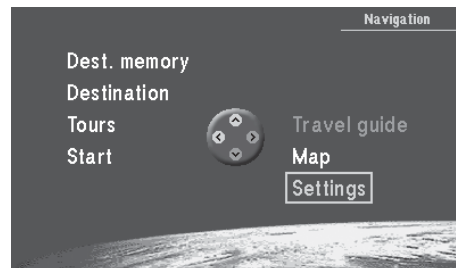 Navigation
Dest. memory
Destination
Tours
Start
Travel guide
Map
Settings